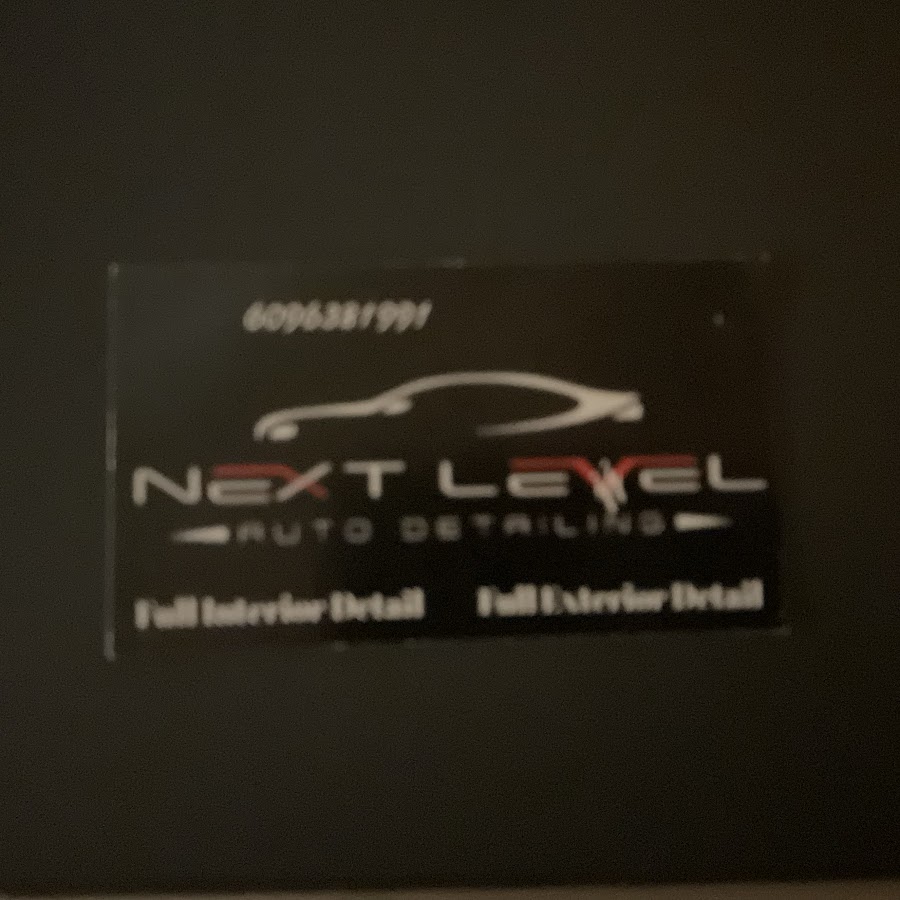 6096381991
NEXT LEVEL
AUTO DETAILING
Full Interior Detail Full Exterior Detail